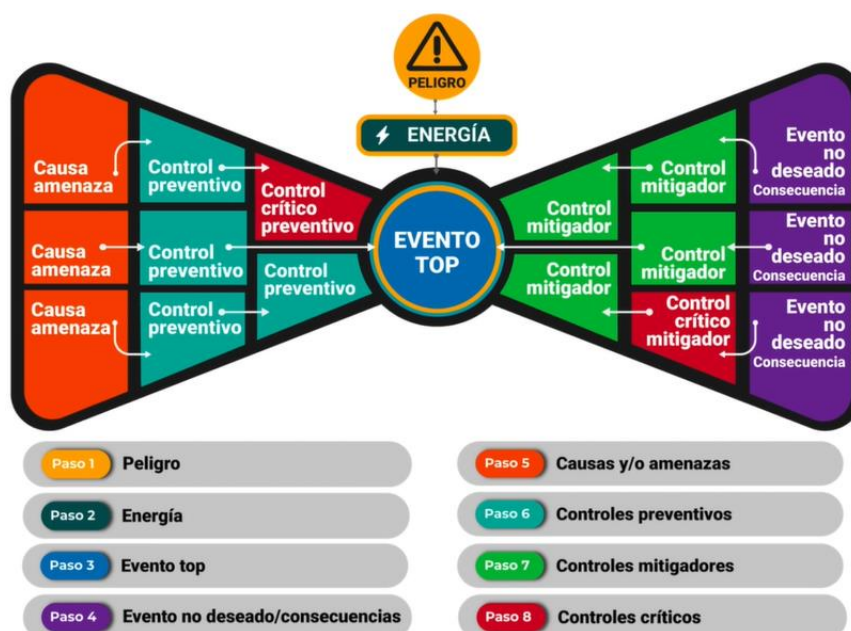 PELIGRO
ENERGÍA
Causa
amenaza
Control
preventivo
Control
crítico
preventivo
Causa
amenaza
Control
preventivo
Control
preventivo
Causa
amenaza
Control
preventivo
EVENTO
TOP
Control
mitigador
Control
mitigador
Evento
no
deseado
Consecuencia
Control
mitigador
Control
mitigador
Evento
no
deseado
Consecuencia
Control
crítico
mitigador
Evento
no
deseado
Consecuencia
Paso 1 Peligro
Paso 2 Energía
Paso 3 Evento top
Paso 4 Evento no deseado/consecuencias
Paso 5 Causas y/o amenazas
Paso 6 Controles preventivos
Paso 7 Controles mitigadores
Paso 8 Controles críticos